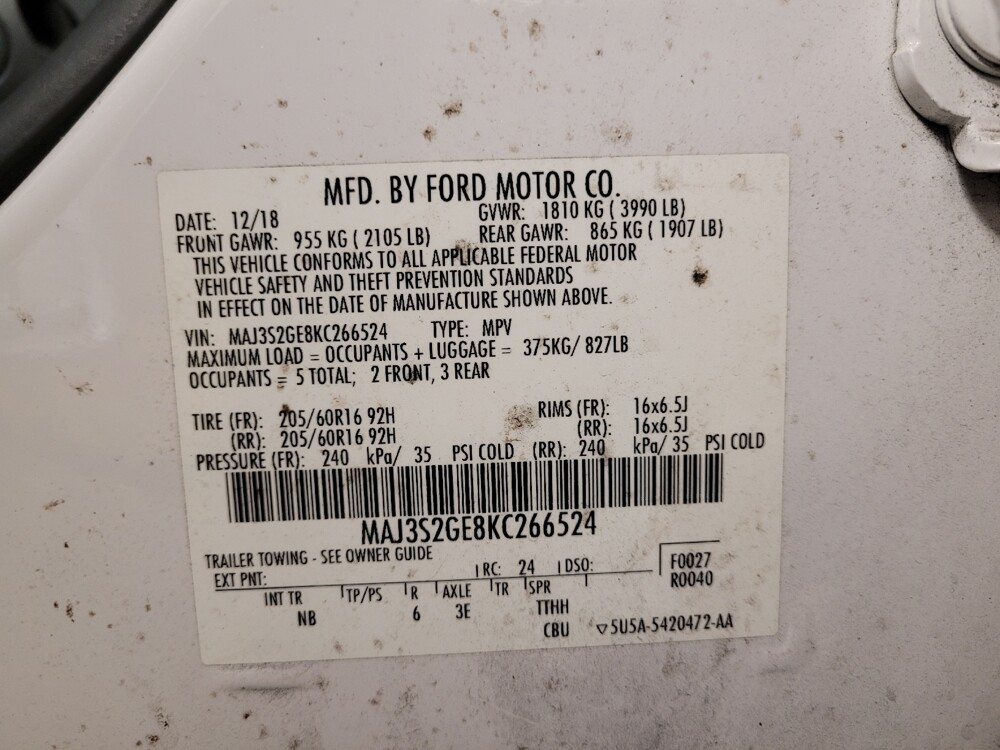 MFD. BY FORD MOTOR CO.
DATE: 12/18 GVWR: 1810 KG ( 3990 LB)
FRONT GAWR: 955 KG ( 2105 LB) REAR GAWR: 865 KG ( 1907 LB)
THIS VEHICLE CONFORMS TO ALL APPLICABLE FEDERAL MOTOR
VEHICLE SAFETY AND THEFT PREVENTION STANDARDS
IN EFFECT ON THE DATE OF MANUFACTURE SHOWN ABOVE.
VIN: MAJ3S2GE8KC266524 TYPE: MPV
MAXIMUM LOAD = OCCUPANTS + LUGGAGE = 375KG/ 827LB
OCCUPANTS = 5 TOTAL; 2 FRONT, 3 REAR
TIRE (FR): 205/60R16 92H RIMS (FR): 16x6.5J
(RR): 205/60R16 92H (RR): 16x6.5J
PRESSURE (FR): 240 kPa/ 35 PSI COLD (RR): 240 kPa/ 35 PSI COLD
MAJ3S2GE8KC266524
TRAILER TOWING - SEE OWNER GUIDE
EXT PNT: RC: 24 DSO: F0027
R0040
INT TR TP/PS R AXLE TR SPR
NB 6 3E TTHH
CBU ▽5U5A-5420472-AA